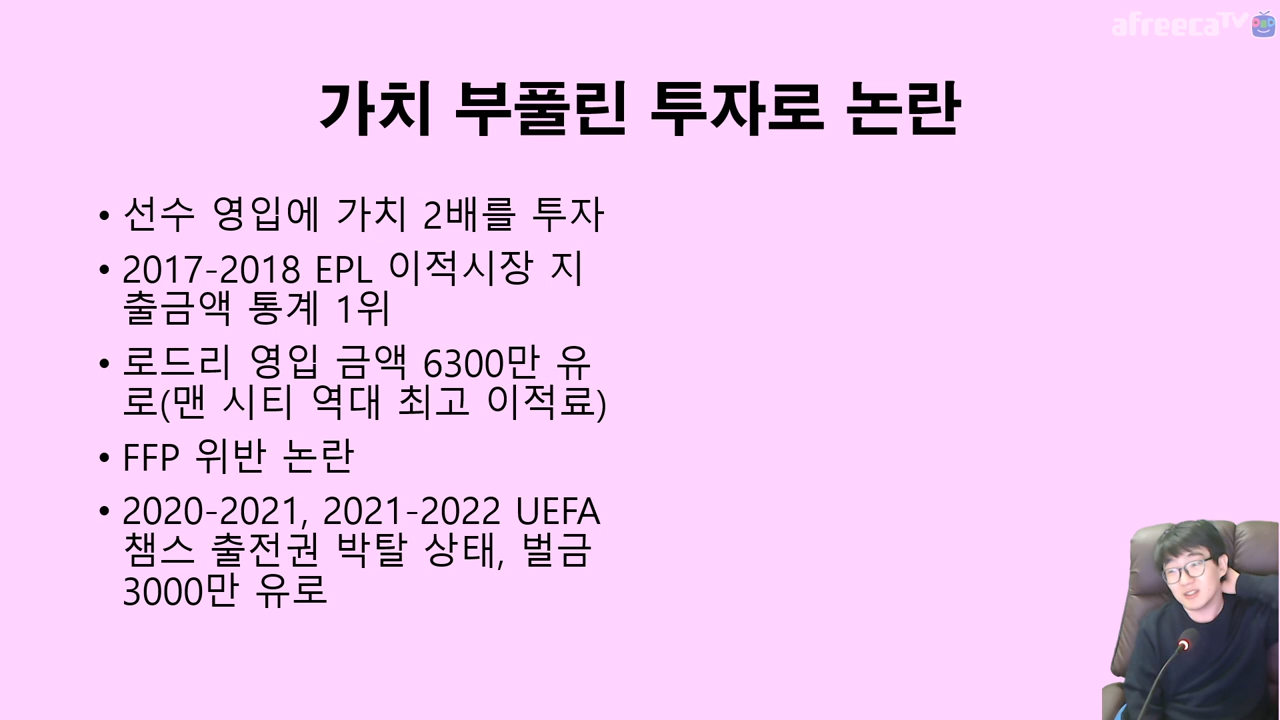 afreecaTV
가치 부풀린 투자로 논란
• 선수 영입에 가치 2배를 투자
• 2017-2018 EPL 이적시장 지
출금액 통계 1위
• 로드리 영입 금액 6300만 유
로(맨 시티 역대 최고 이적료)
• FFP 위반 논란
• 2020-2021, 2021-2022 UEFA
챔스 출전권 박탈 상태, 벌금
3000만 유로